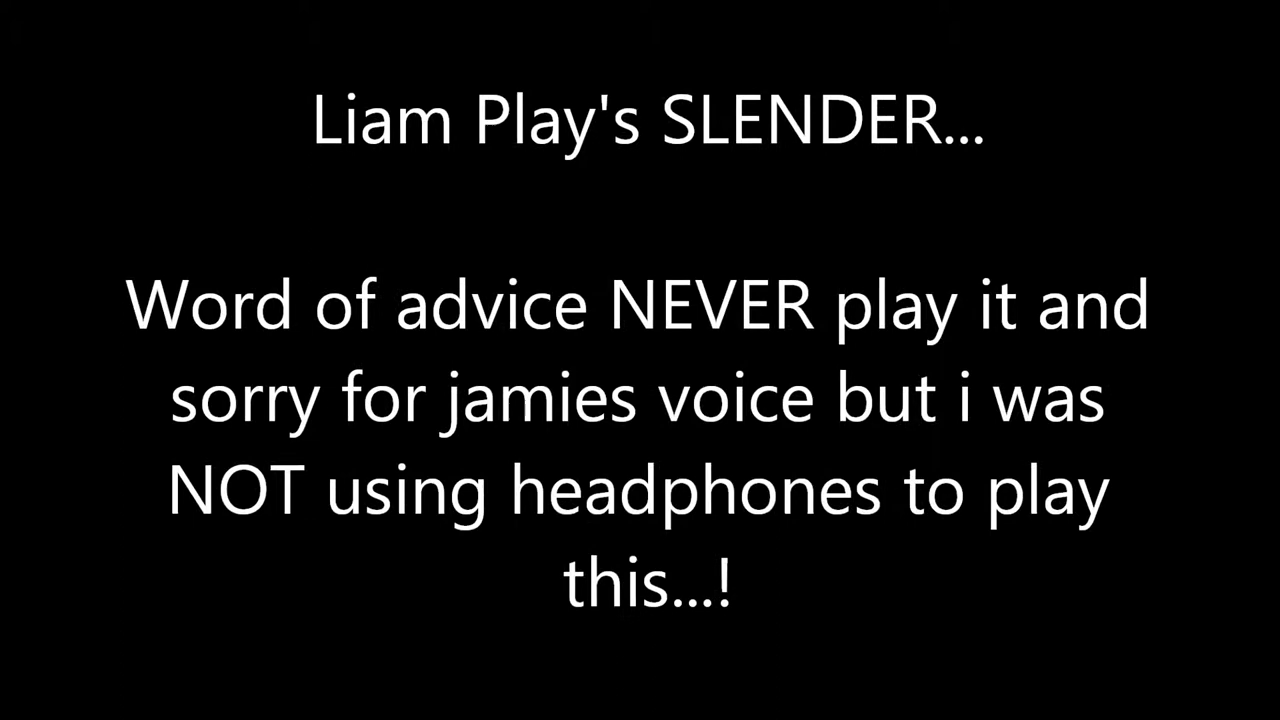 Liam Play's SLENDER...
Word of advice NEVER play it and
sorry for jamies voice but i was
NOT using headphones to play
this...!